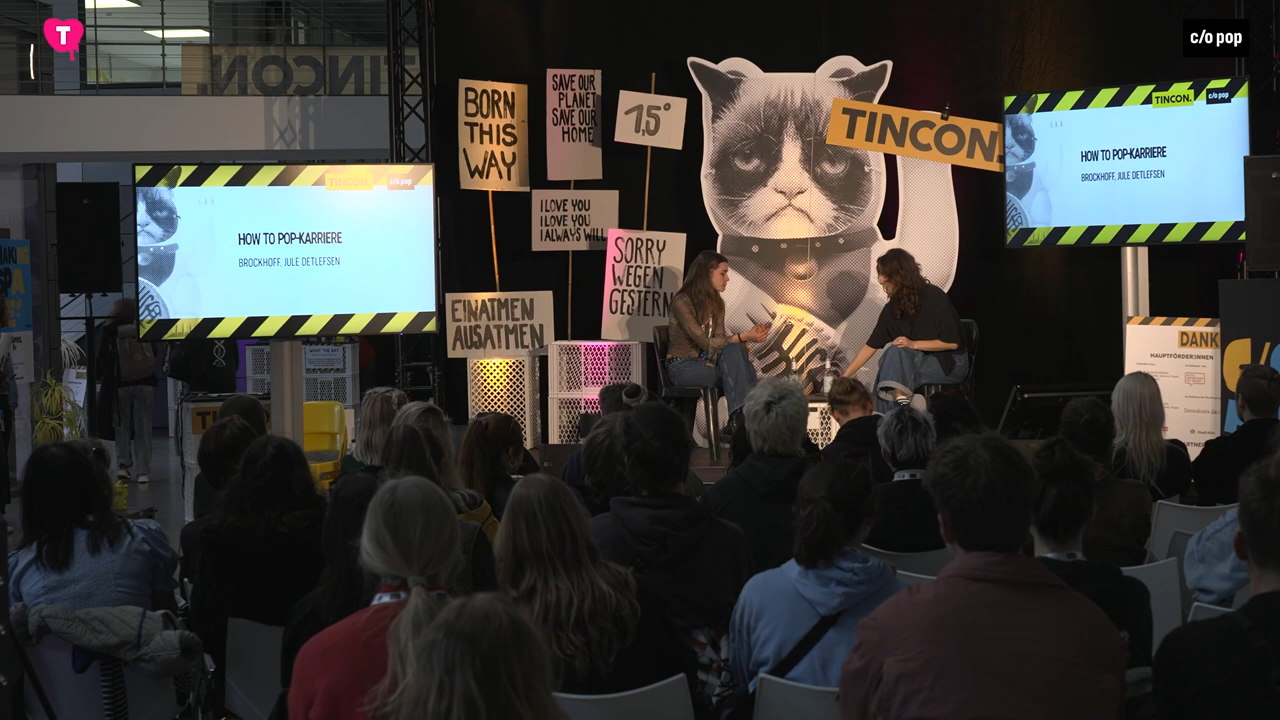 T
c/o pop
TINCON.
BORN
THIS
WAY
SAVE OUR
PLANET
SAVE OUR
HOME
1,5°
TINCON.
I LOVE YOU
I LOVE YOU
I ALWAYS WILL
SORRY
WEGEN
GESTERN
EINATMEN
AUSATMEN
TINCON. c/o pop
HOW TO POP-KARRIERE
BROCKHOFF, JULE DETLEFSEN
TINCON. c/o pop
HOW TO POP-KARRIERE
BROCKHOFF, JULE DETLEFSEN
DANK
HAUPTFÖRDER:INNEN